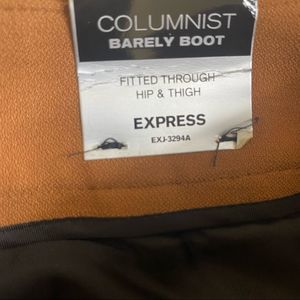 COLUMNIST
BARELY BOOT
FITTED THROUGH
HIP & THIGH
EXPRESS
EXJ-3294A